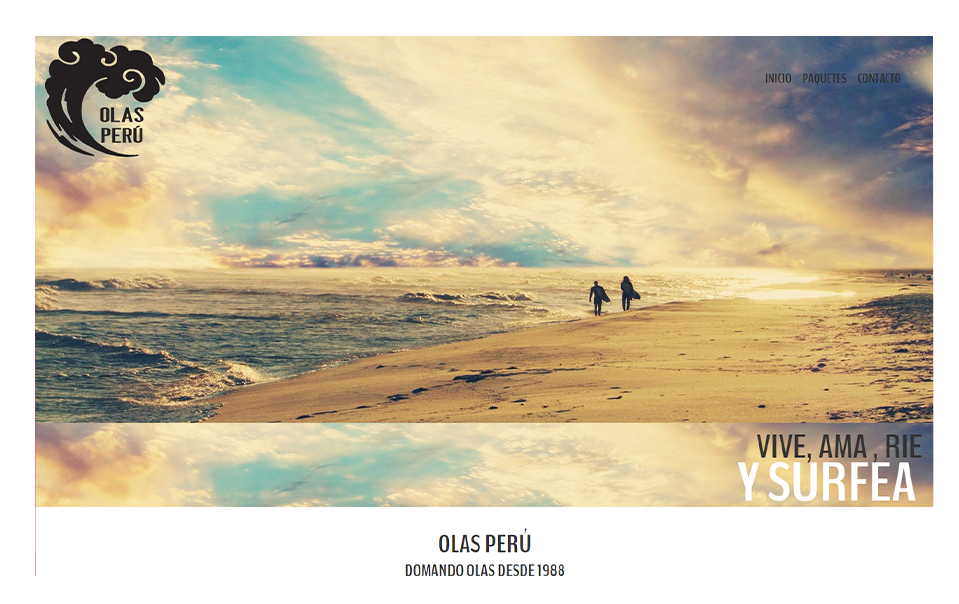 OLAS
PERÚ
INICIO PAQUETES CONTACTO
VIVE, AMA , RIE
Y SURFEA
OLAS PERÚ
DOMANDO OLAS DESDE 1988